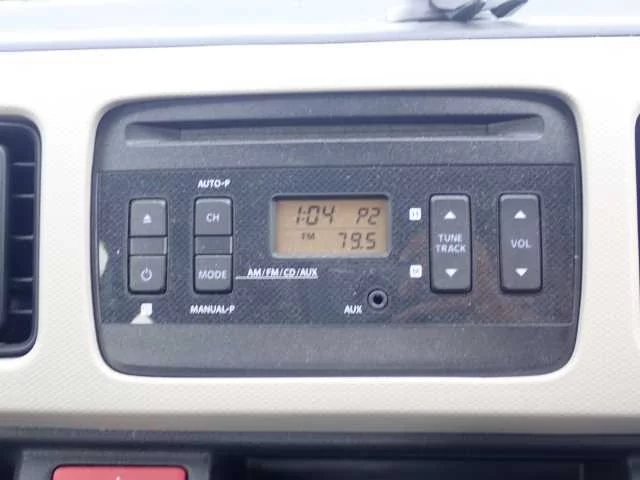 AUTO-P
CH
MODE
MANUAL-P
1:04 P2
FM 79.5
AM/FM/CD/AUX
AUX
H
M
TUNE
TRACK
VOL